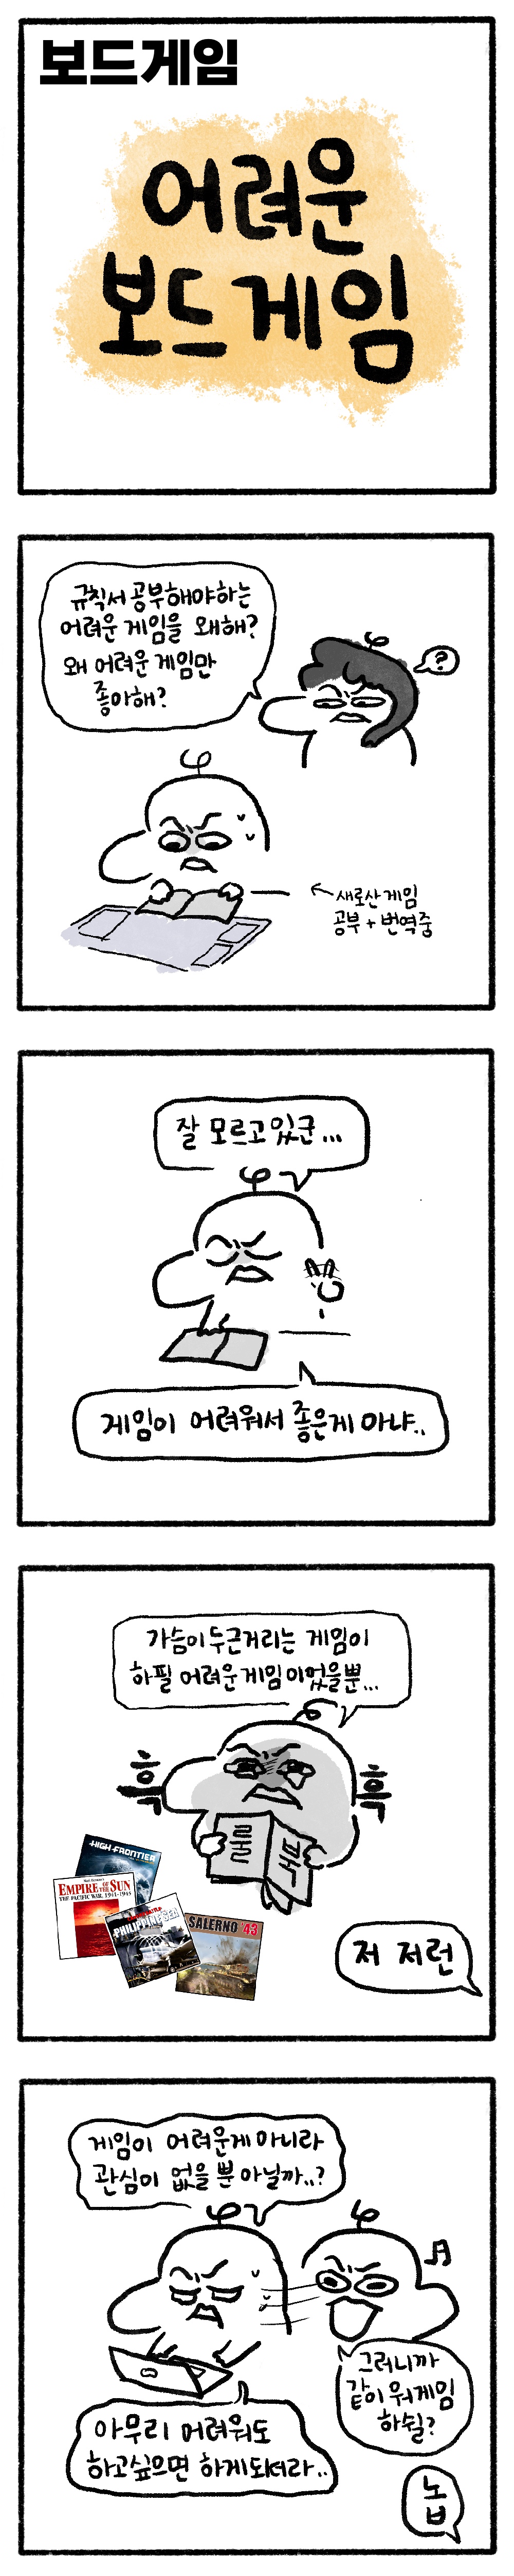 보드게임
어려운
보드게임
규칙서 공부해야하는
어려운 게임을 왜해?
왜 어려운 게임만
좋아해?
?
← 새로산 게임
공부 + 번역중
잘 모르고 있군...
게임이 어려워서 좋은게 아냐..
가슴이 두근거리는 게임이
하필 어려운 게임이었을뿐...
흑
흑
룰
북
HIGH FRONTIER
EMPIRE OF THE SUN
THE PACIFIC WAR 1941-1945
PHILIPPINE SEA
SALERNO '43
저 저런
게임이 어려운게 아니라
관심이 없을 뿐 아닐까..?
그러니까
같이 워게임
하쉴?
아무리 어려워도
하고싶으면 하게되더라..
노
ㅂ